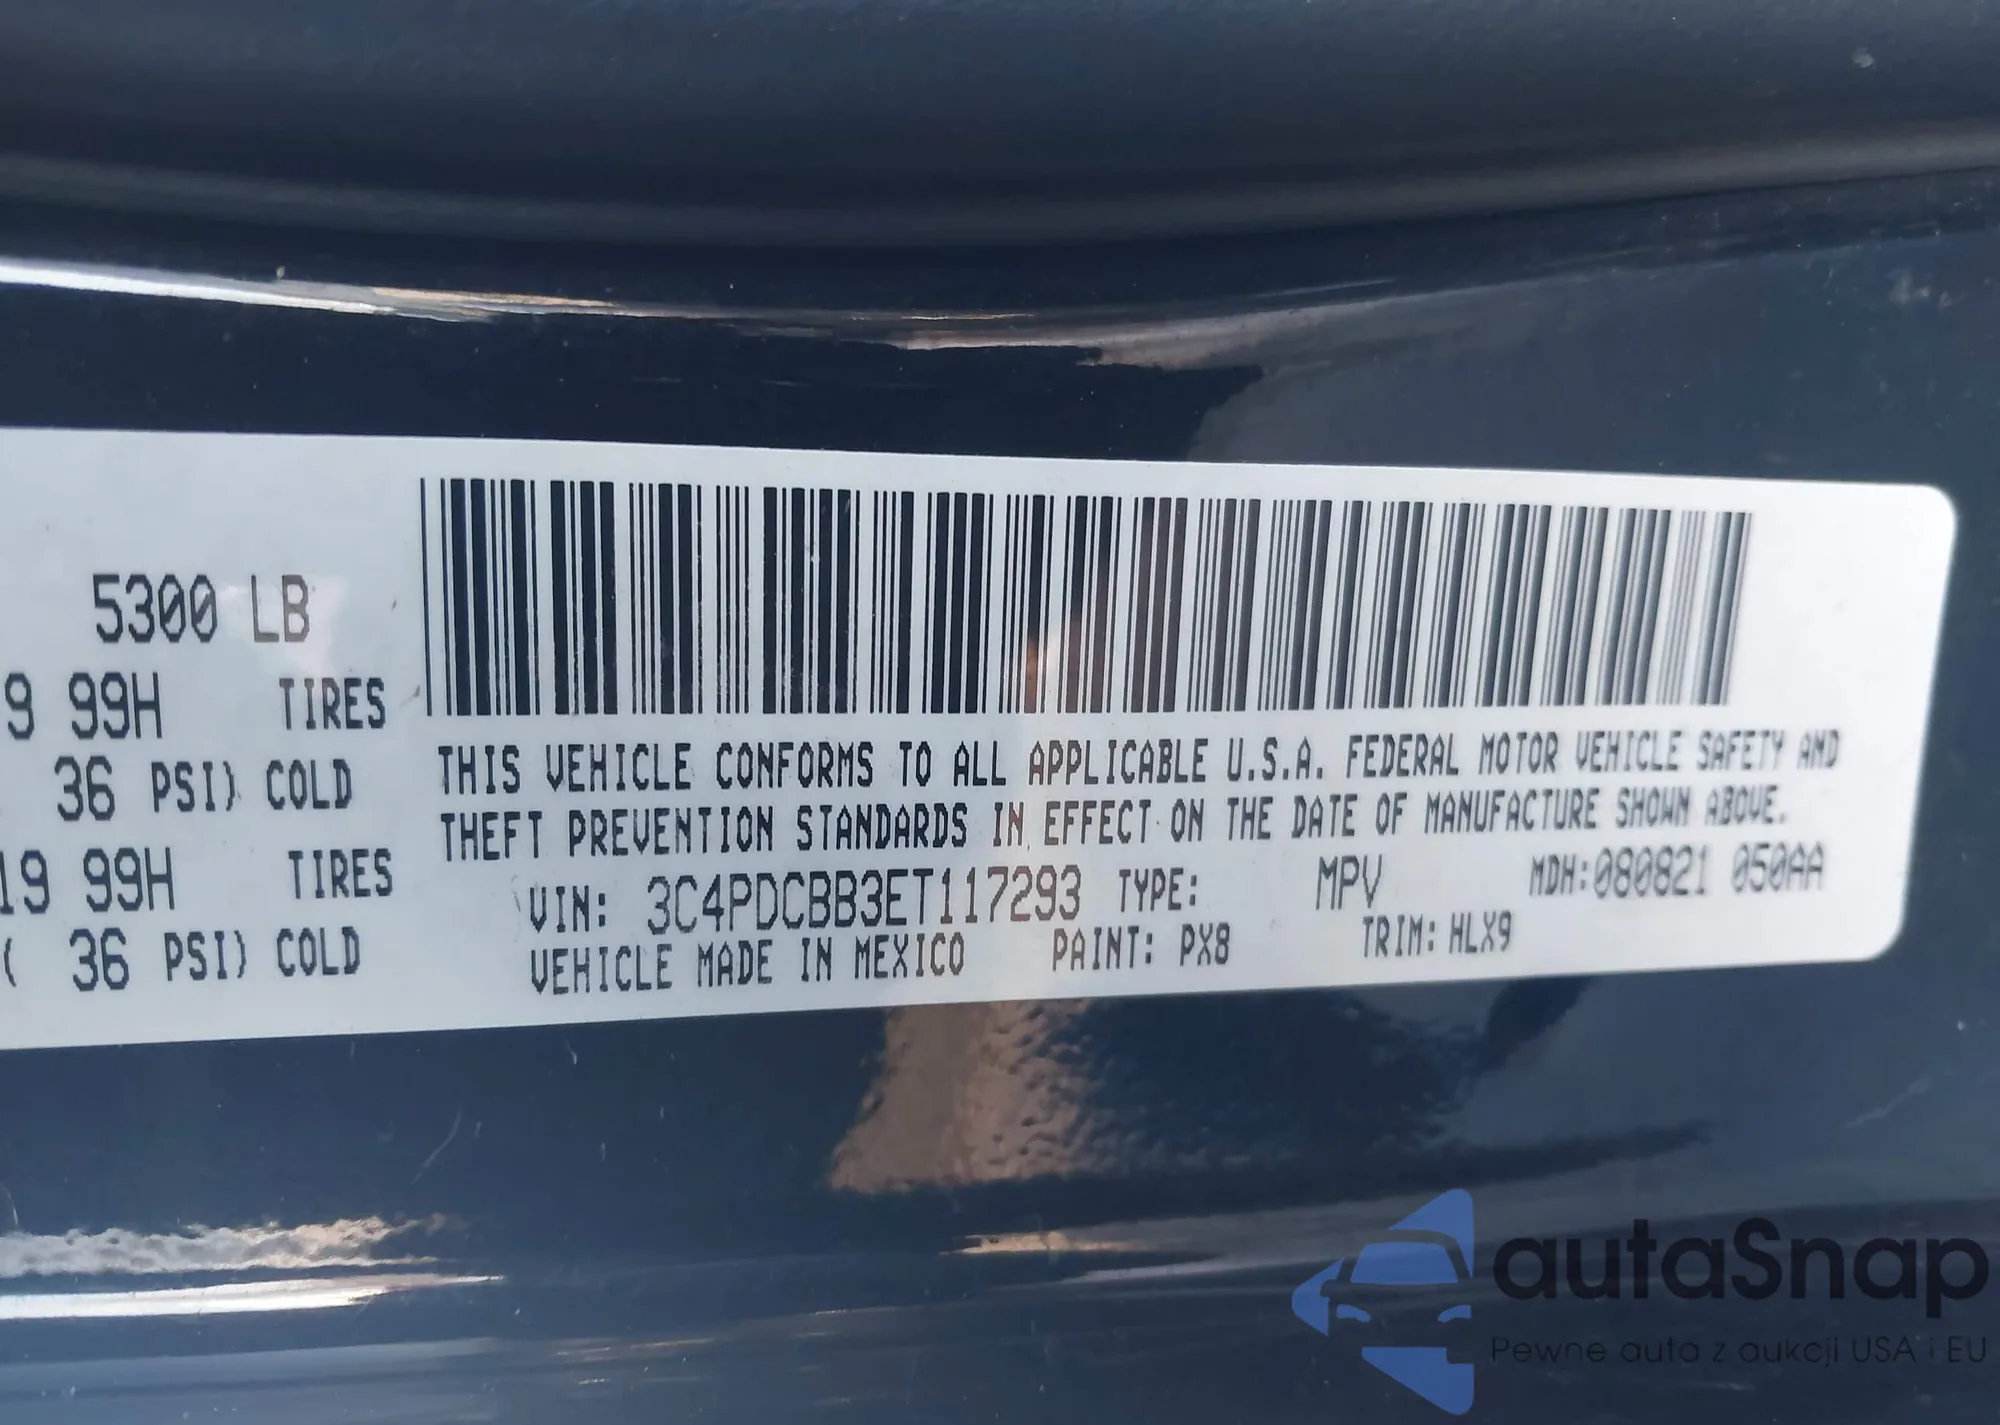 5300 LB
9 99H TIRES
36 PSI) COLD
19 99H TIRES
( 36 PSI) COLD
THIS VEHICLE CONFORMS TO ALL APPLICABLE U.S.A. FEDERAL MOTOR VEHICLE SAFETY AND
THEFT PREVENTION STANDARDS IN EFFECT ON THE DATE OF MANUFACTURE SHOWN ABOVE.
VIN: 3C4PDCBB3ET117293 TYPE: MPV MDH:080821 050AA
VEHICLE MADE IN MEXICO PAINT: PX8 TRIM: HLX9
autaSnap
Pewne auta z aukcji USA i EU